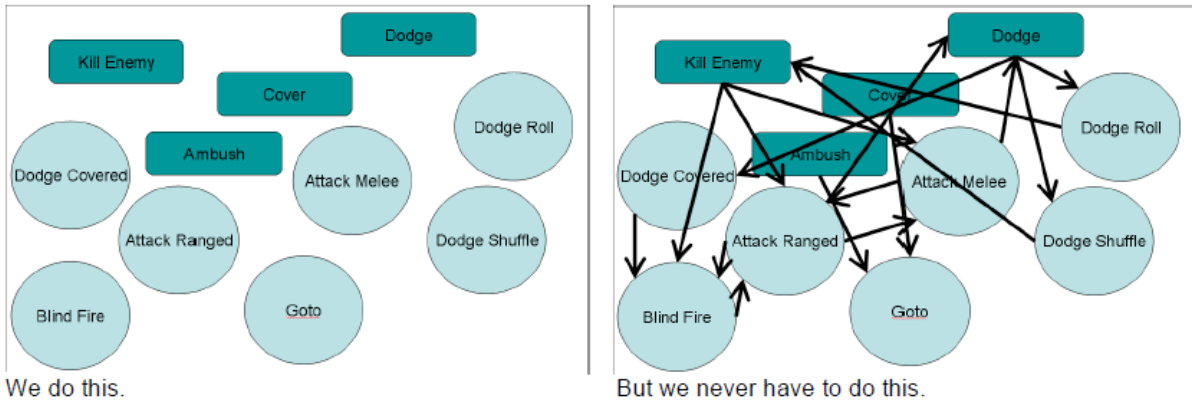 Dodge
Kill Enemy
Cover
Dodge Roll
Ambush
Dodge Covered
Attack Melee
Attack Ranged
Dodge Shuffle
Blind Fire
Goto
We do this.
Dodge
Kill Enemy
Cover
Dodge Roll
Ambush
Dodge Covered
Attack Melee
Attack Ranged
Dodge Shuffle
Blind Fire
Goto
But we never have to do this.